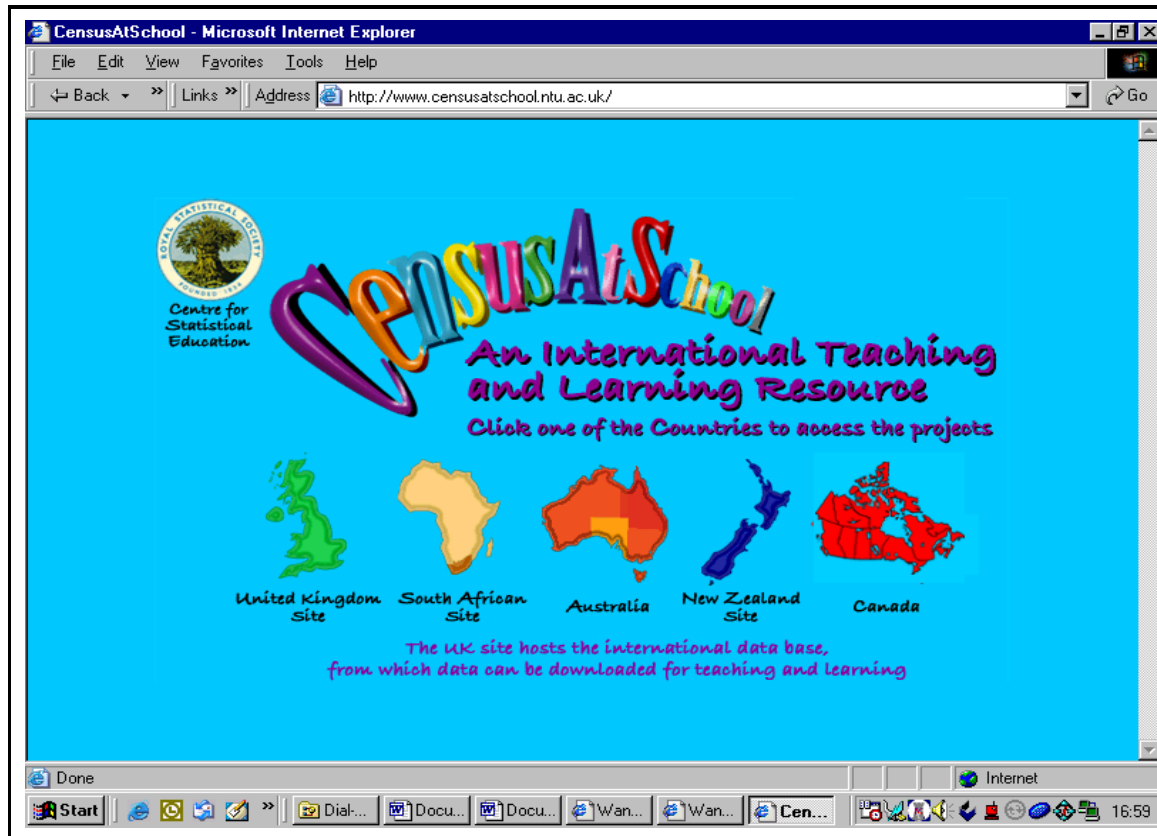 CensusAtSchool - Microsoft Internet Explorer
File Edit View Favorites Tools Help
Back » Links » Address http://www.censusatschool.ntu.ac.uk/ Go
ROYAL STATISTICAL SOCIETY
FOUNDED 1834
Centre for
Statistical
Education
CensusAtSchool
An International Teaching
and Learning Resource
Click one of the Countries to access the projects
United Kingdom
Site
South African
Site
Australia
New Zealand
Site
Canada
The UK site hosts the international data base,
from which data can be downloaded for teaching and learning
Done Internet
Start » Dial-... Docu... Docu... Wan... Wan... Cen... 16:59